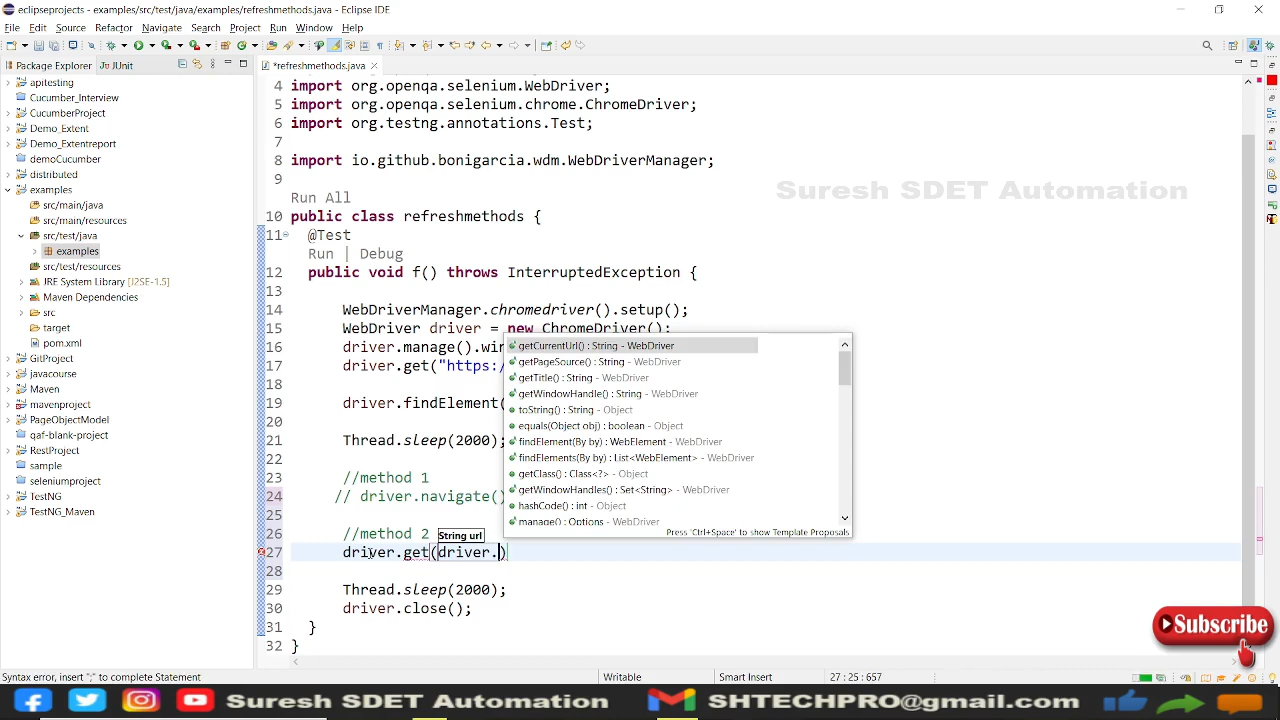 eclipseprojects - examples/src/test/java/examples/refreshmethods.java - Eclipse IDE
File Edit Source Refactor Navigate Search Project Run Window Help
Package Explorer JUnit
*refreshmethods.java
apitesting
Cucumber_Interview
CucumberProject
Demo_Extent
Demo_Extentreport
demoCucumber
distributed
examples
src/main/java
src/main/resources
src/test/java
examples
src/test/resources
JRE System Library [J2SE-1.5]
Maven Dependencies
src
target
pom.xml
GitProject
javacourse
Maven
mavenproject
PageObjectModel
qaf-blank-project
RestProject
sample
seleniumproject
TestNG
TestNG_Maven
4 import org.openqa.selenium.WebDriver;
5 import org.openqa.selenium.chrome.ChromeDriver;
6 import org.testng.annotations.Test;
7
8 import io.github.bonigarcia.wdm.WebDriverManager;
9
Suresh SDET Automation
Run All
10 public class refreshmethods {
11 @Test
Run | Debug
12 public void f() throws InterruptedException {
13
14 WebDriverManager.chromedriver().setup();
15 WebDriver driver = new ChromeDriver();
16 driver.manage().win
17 driver.get("https:/
18
19 driver.findElement(
20
21 Thread.sleep(2000);
22
23 //method 1
24 // driver.navigate()
25
26 //method 2
String url
27 driver.get(driver.)
28
29 Thread.sleep(2000);
30 driver.close();
31 }
32 }
getCurrentUrl() : String - WebDriver
getPageSource() : String - WebDriver
getTitle() : String - WebDriver
getWindowHandle() : String - WebDriver
toString() : String - Object
equals(Object obj) : boolean - Object
findElement(By by) : WebElement - WebDriver
findElements(By by) : List<WebElement> - WebDriver
getClass() : Class<?> - Object
getWindowHandles() : Set<String> - WebDriver
hashCode() : int - Object
manage() : Options - WebDriver
Press 'Ctrl+Space' to show Template Proposals
Subscribe
Syntax error, insert ";" to complete Statement
Writable
Smart Insert
27 : 25 : 657
Suresh SDET Automation
SHTECHPRO@gmail.com